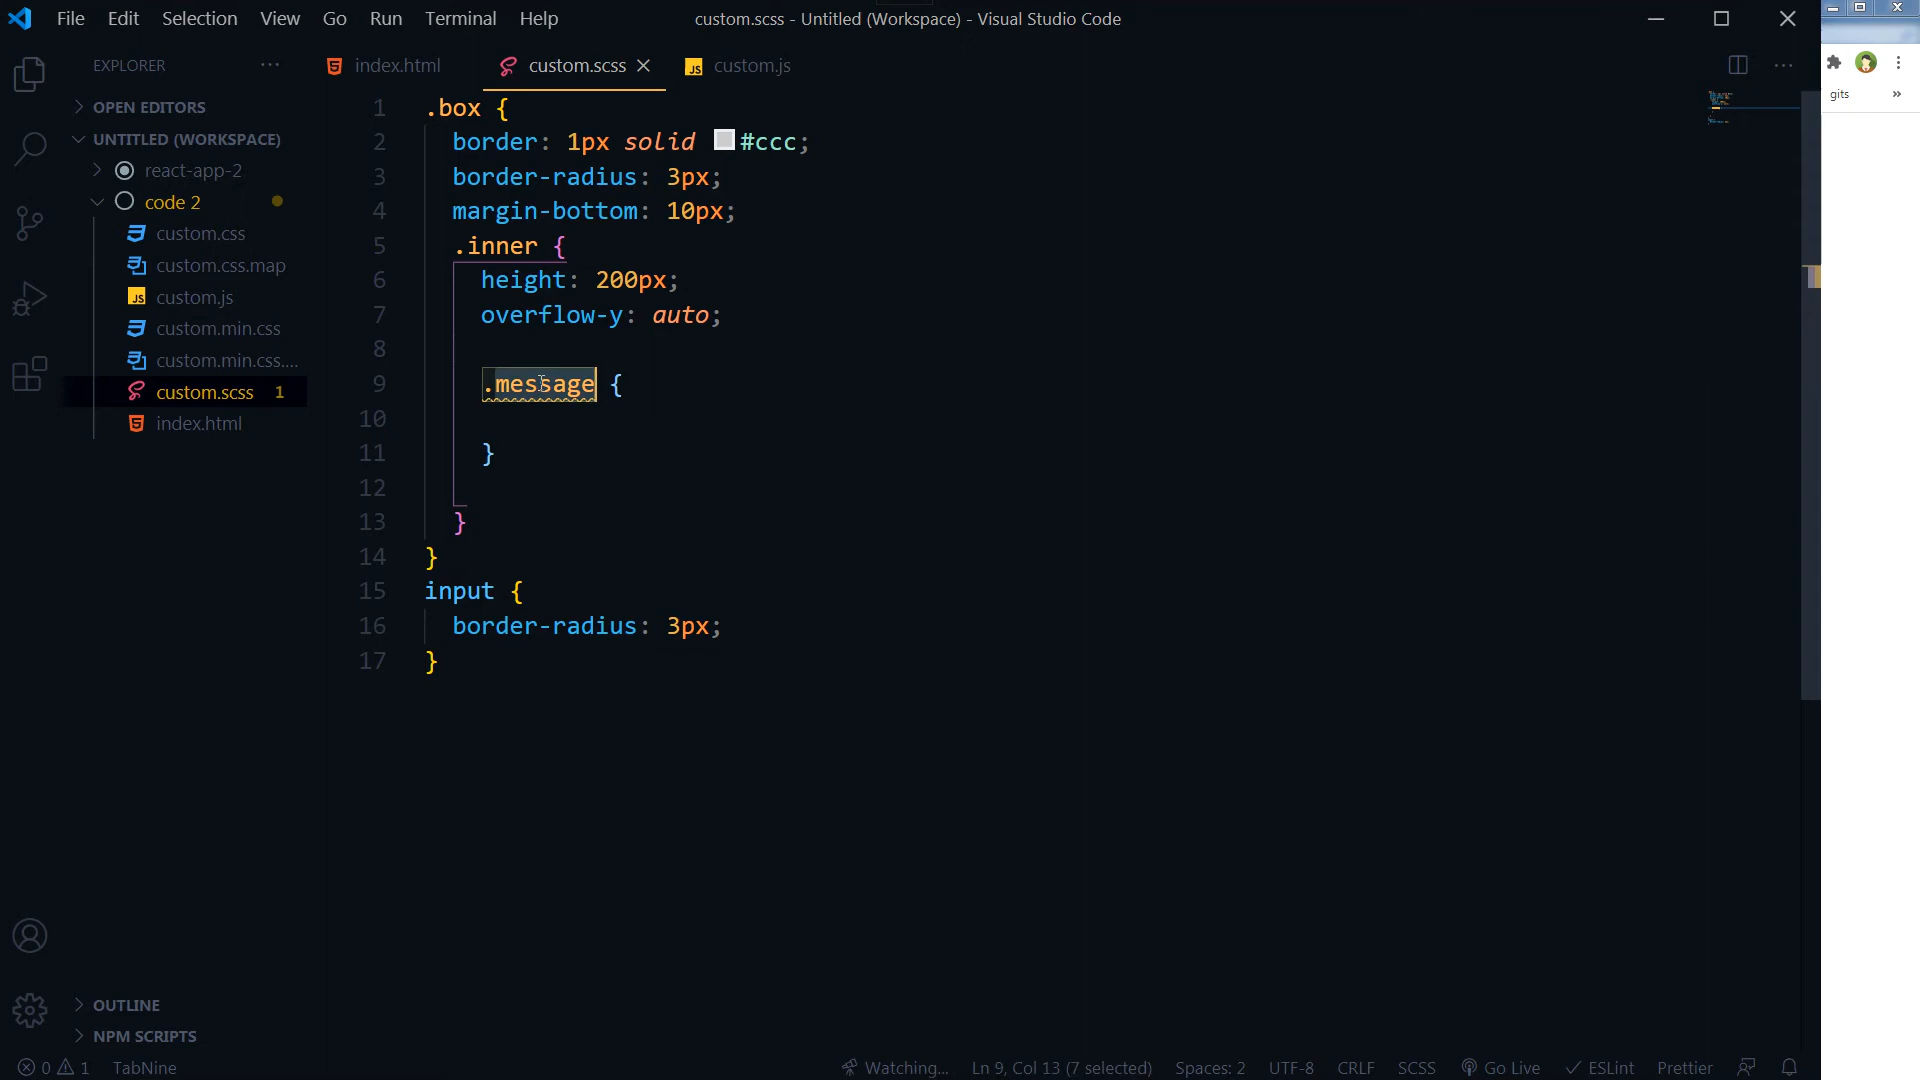 File Edit Selection View Go Run Terminal Help
custom.scss - Untitled (Workspace) - Visual Studio Code
EXPLORER
OPEN EDITORS
UNTITLED (WORKSPACE)
react-app-2
code 2
custom.css
custom.css.map
JS custom.js
custom.min.css
custom.min.css....
custom.scss 1
index.html
OUTLINE
NPM SCRIPTS
index.html custom.scss JS custom.js
1 .box {
2 border: 1px solid #ccc;
3 border-radius: 3px;
4 margin-bottom: 10px;
5 .inner {
6 height: 200px;
7 overflow-y: auto;
8
9 .message {
10
11 }
12
13 }
14 }
15 input {
16 border-radius: 3px;
17 }
gits »
0 1 TabNine
Watching... Ln 9, Col 13 (7 selected) Spaces: 2 UTF-8 CRLF SCSS Go Live ESLint Prettier